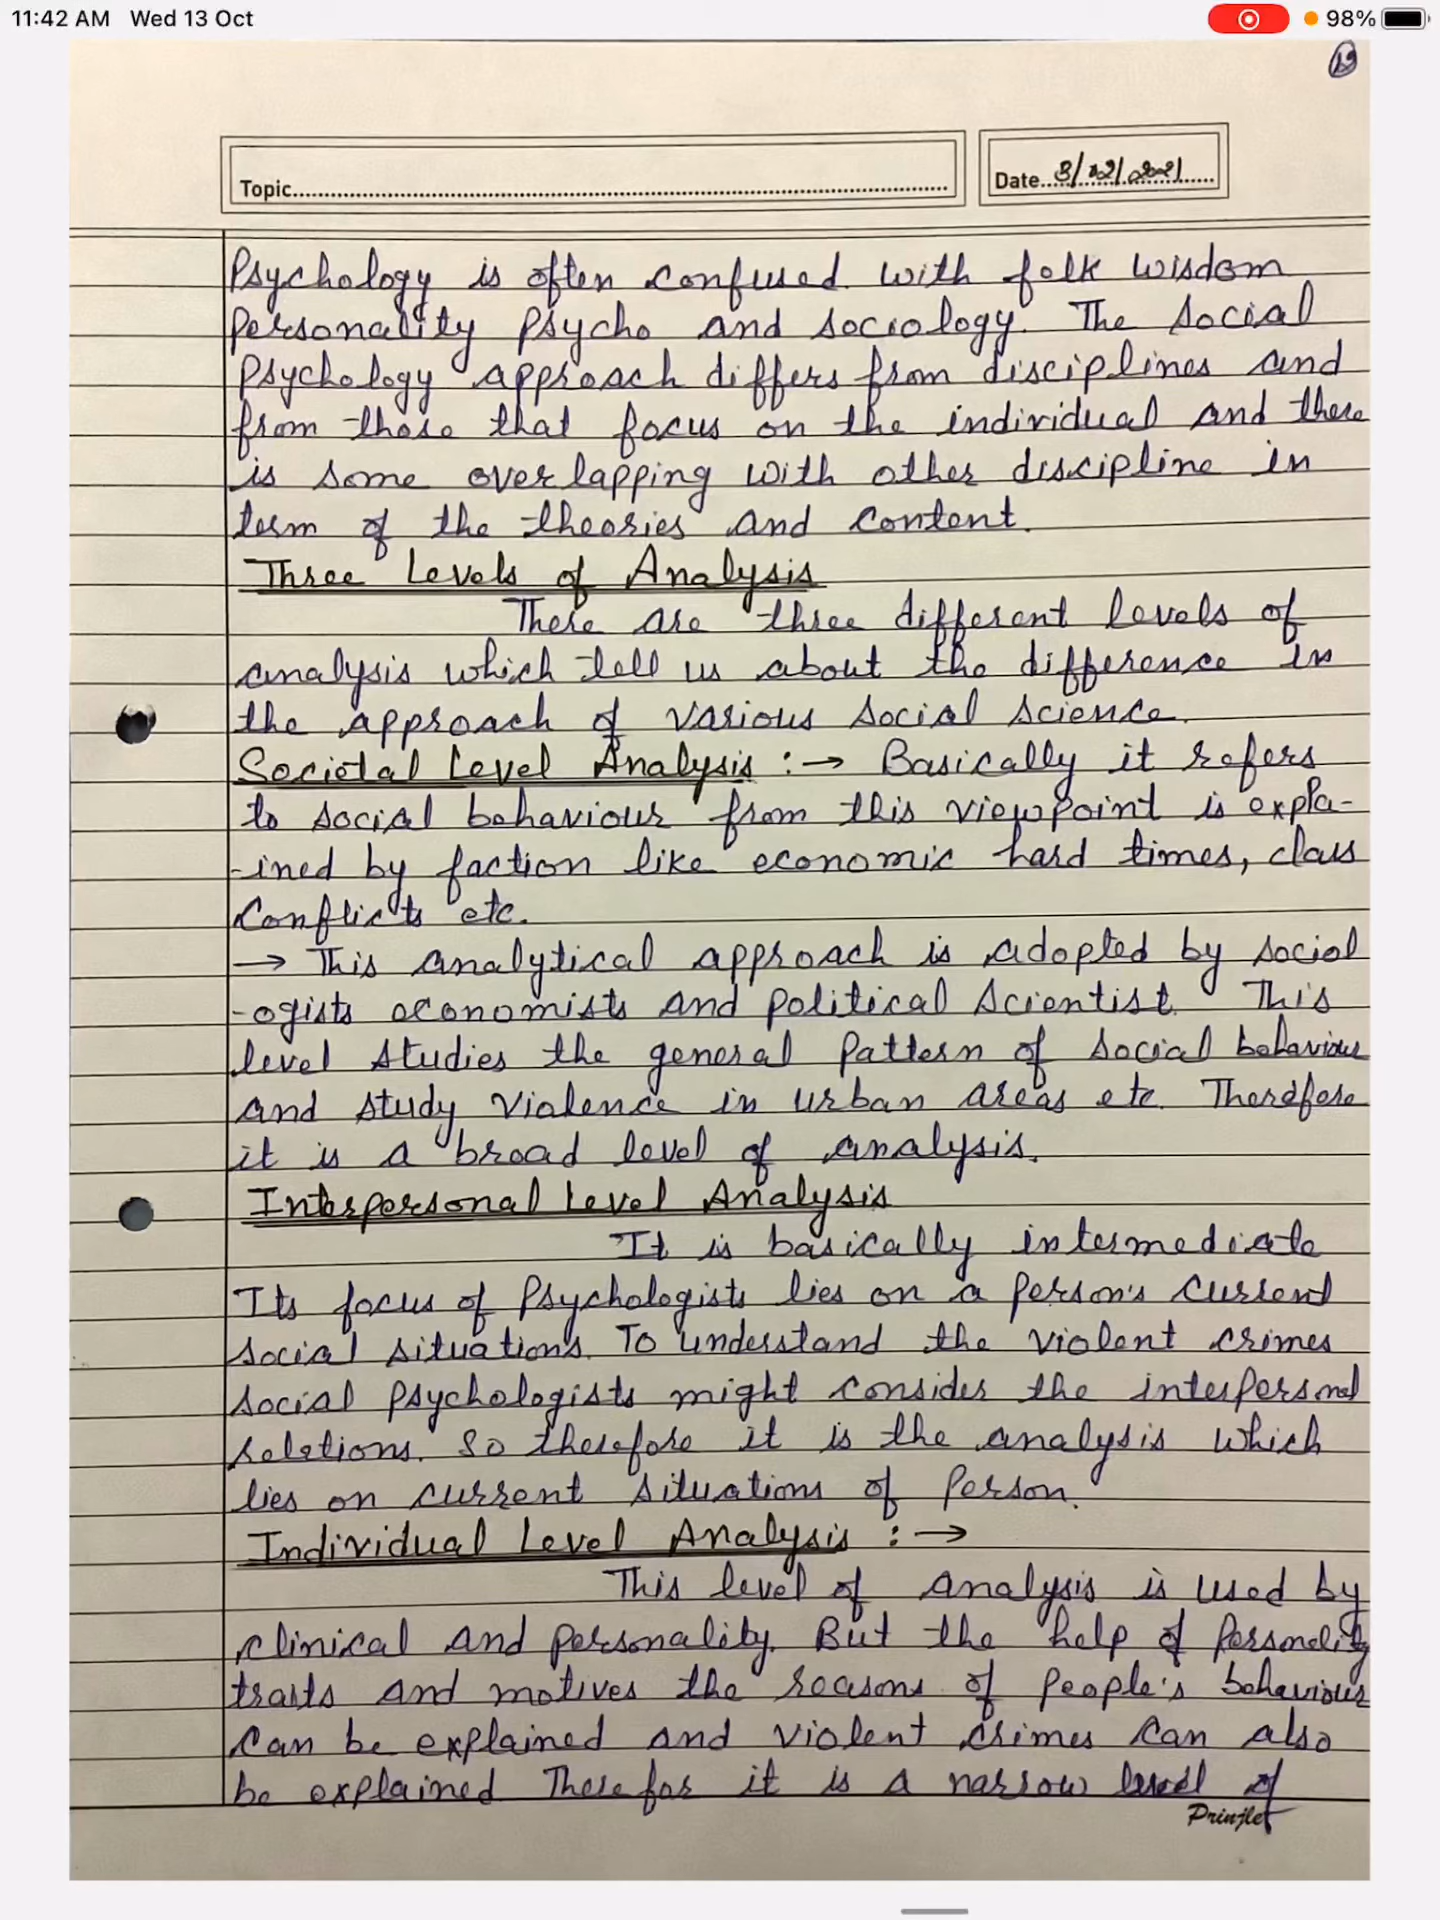 11:42 AM Wed 13 Oct 98%
Topic
Date 3/12/2021
Psychology is often confused with folk wisdom
personality psycho and sociology. The social
psychology approach differs from disciplines and
from those that focus on the individual and there
is some overlapping with other discipline in
term of the theories and content.
Three Levels of Analysis
There are three different levels of
analysis which tell us about the difference in
the approach of various social science.
Societal Level Analysis :→ Basically it refers
to social behaviour from this viewpoint is expla-
-ined by faction like economic hard times, class
Conflicts etc.
→ This analytical approach is adopted by social
-ogists economists and political scientist. This
level studies the general pattern of social behaviour
and study violence in urban areas etc. Therefore
it is a broad level of analysis.
Interpersonal Level Analysis
It is basically intermediate
Its focus of Psychologists lies on a person's current
social situations. To understand the violent crimes
social psychologists might consider the interpersonal
relations. So therefore it is the analysis which
lies on current situations of Person.
Individual Level Analysis :→
This level of analysis is used by
clinical and personality. But the help of Personality
traits and motives the reasons of people's behaviour
can be explained and violent crimes can also
be explained There for it is a narrow level of
Prinjlet